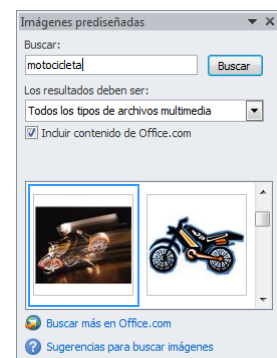 Imágenes prediseñadas
Buscar:
motocicleta
Buscar
Los resultados deben ser:
Todos los tipos de archivos multimedia
Incluir contenido de Office.com
Buscar más en Office.com
Sugerencias para buscar imágenes